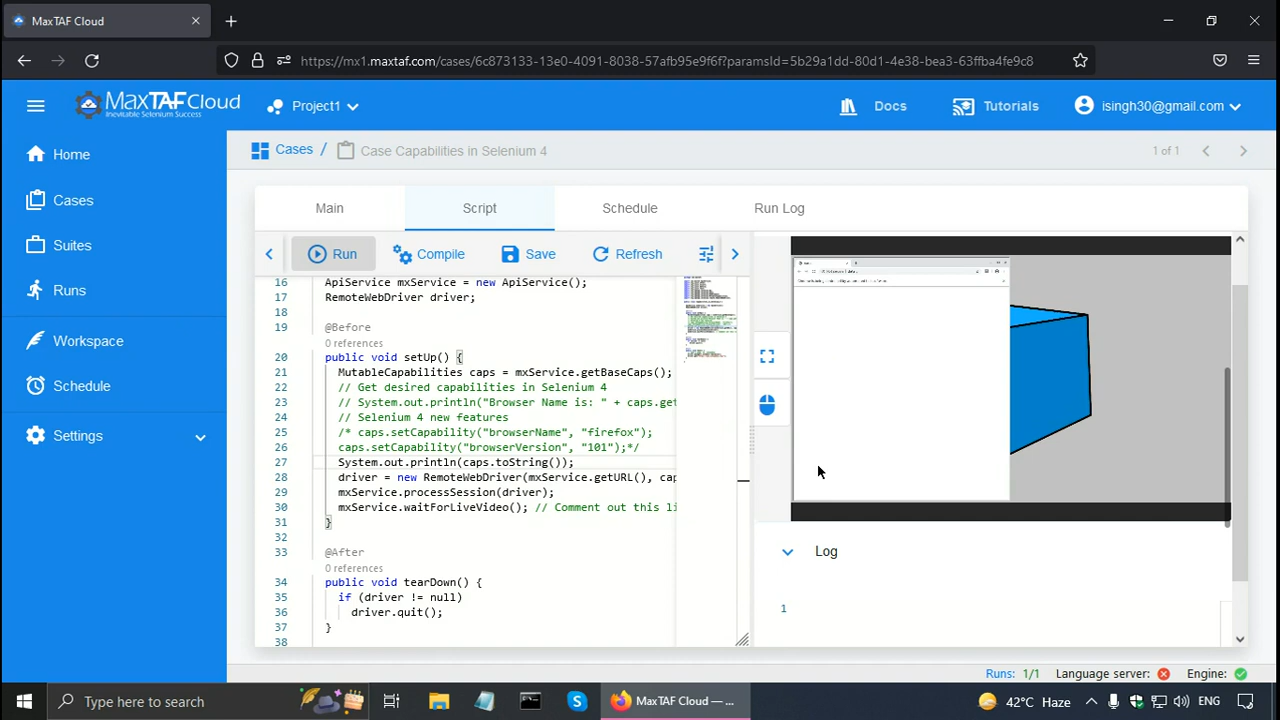 MaxTAF Cloud
https://mx1.maxtaf.com/cases/6c873133-13e0-4091-8038-57afb95e9f6f?paramsId=5b29a1dd-80d1-4e38-bea3-63ffba4fe9c8
MaxTAFCloud
Inevitable Selenium Success
Project1
Docs
Tutorials
isingh30@gmail.com
Home
Cases
Suites
Runs
Workspace
Schedule
Settings
Cases / Case Capabilities in Selenium 4
1 of 1
Main
Script
Schedule
Run Log
Run
Compile
Save
Refresh
16 ApiService mxService = new ApiService();
17 RemoteWebDriver driver;
18
19 @Before
0 references
20 public void setUp() {
21 MutableCapabilities caps = mxService.getBaseCaps();
22 // Get desired capabilities in Selenium 4
23 // System.out.println("Browser Name is: " + caps.get
24 // Selenium 4 new features
25 /* caps.setCapability("browserName", "firefox");
26 caps.setCapability("browserVersion", "101");*/
27 System.out.println(caps.toString());
28 driver = new RemoteWebDriver(mxService.getURL(), cap
29 mxService.processSession(driver);
30 mxService.waitForLiveVideo(); // Comment out this li
31 }
32
33 @After
0 references
34 public void tearDown() {
35 if (driver != null)
36 driver.quit();
37 }
38
Log
1
Runs: 1/1 Language server: Engine:
Type here to search
MaxTAF Cloud — ...
42°C Haze
ENG